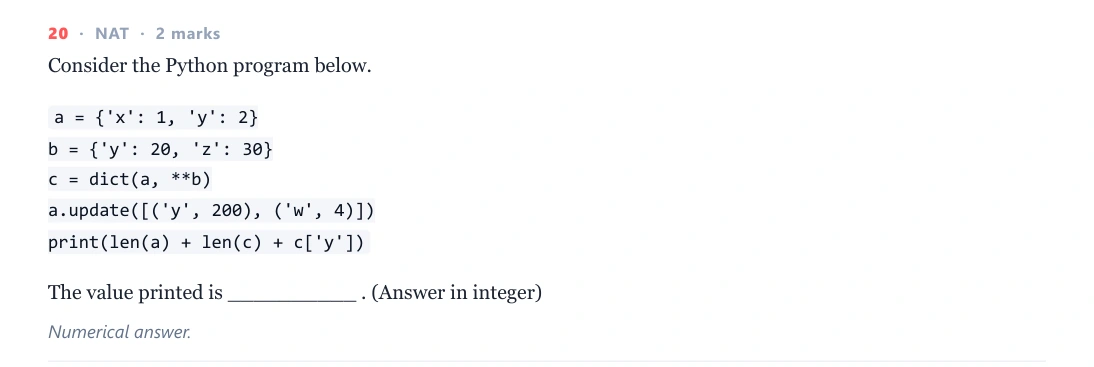 20 · NAT · 2 marks
Consider the Python program below.
a = {'x': 1, 'y': 2}
b = {'y': 20, 'z': 30}
c = dict(a, **b)
a.update([('y', 200), ('w', 4)])
print(len(a) + len(c) + c['y'])
The value printed is ____________ . (Answer in integer)
Numerical answer.